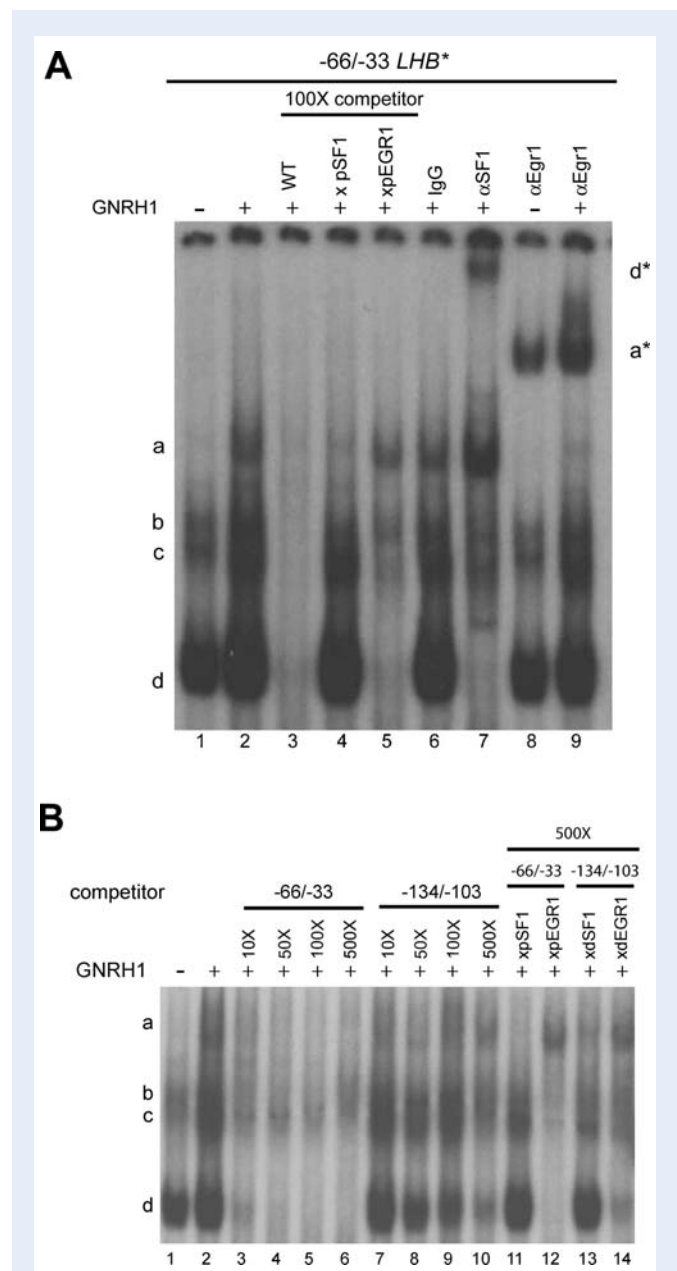 A
-66/-33 LHB*
100X competitor
WT
x pSF1
xpEGR1
IgG
αSF1
αEgr1
αEgr1
GNRH1 - + + + + + + - +
d*
a*
a
b
c
d
1 2 3 4 5 6 7 8 9
B
500X
competitor -66/-33 -134/-103 -66/-33 -134/-103
10X
50X
100X
500X
10X
50X
100X
500X
xpSF1
xpEGR1
xdSF1
xdEGR1
GNRH1 - + + + + + + + + + + + + +
a
b
c
d
1 2 3 4 5 6 7 8 9 10 11 12 13 14